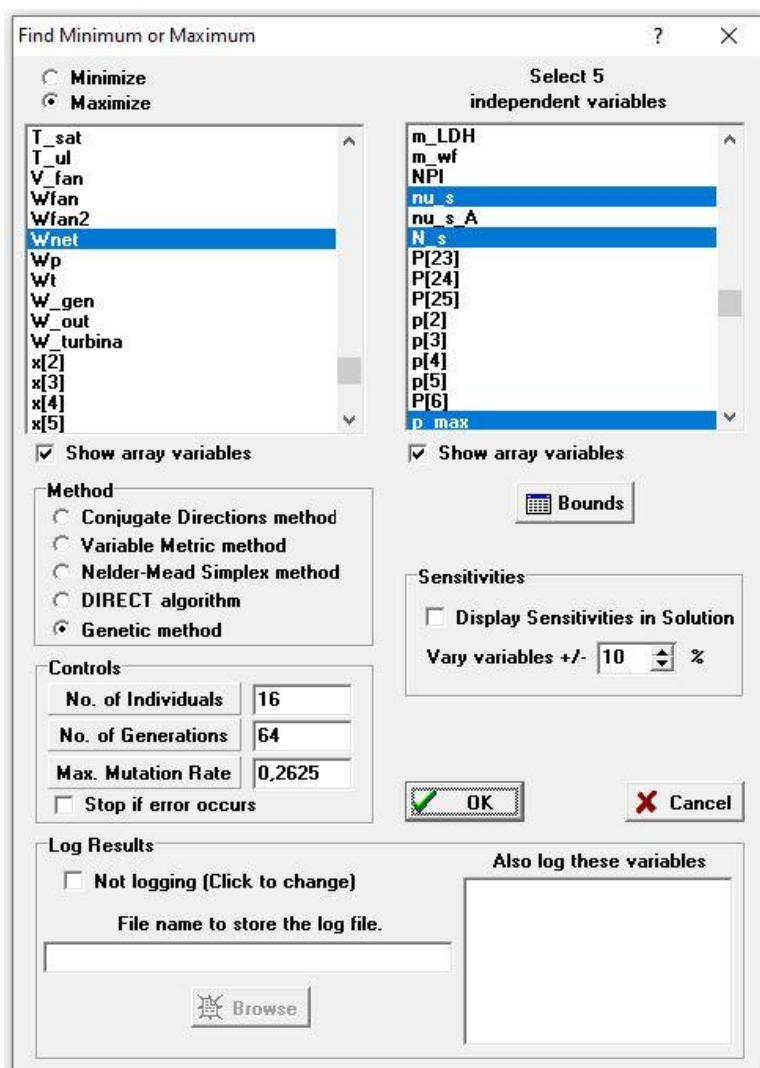 Find Minimum or Maximum
?
Minimize
Maximize
T_sat
T_ul
V_fan
Wfan
Wfan2
Wnet
Wp
Wt
W_gen
W_out
W_turbina
x[2]
x[3]
x[4]
x[5]
Show array variables
Select 5
independent variables
m_LDH
m_wf
NPI
nu_s
nu_s_A
N_s
P[23]
P[24]
P[25]
p[2]
p[3]
p[4]
p[5]
P[6]
p_max
Show array variables
Bounds
Method
Conjugate Directions method
Variable Metric method
Nelder-Mead Simplex method
DIRECT algorithm
Genetic method
Sensitivities
Display Sensitivities in Solution
Vary variables +/- 10 %
Controls
No. of Individuals 16
No. of Generations 64
Max. Mutation Rate 0,2625
Stop if error occurs
OK
Cancel
Log Results
Not logging (Click to change)
File name to store the log file.
Browse
Also log these variables